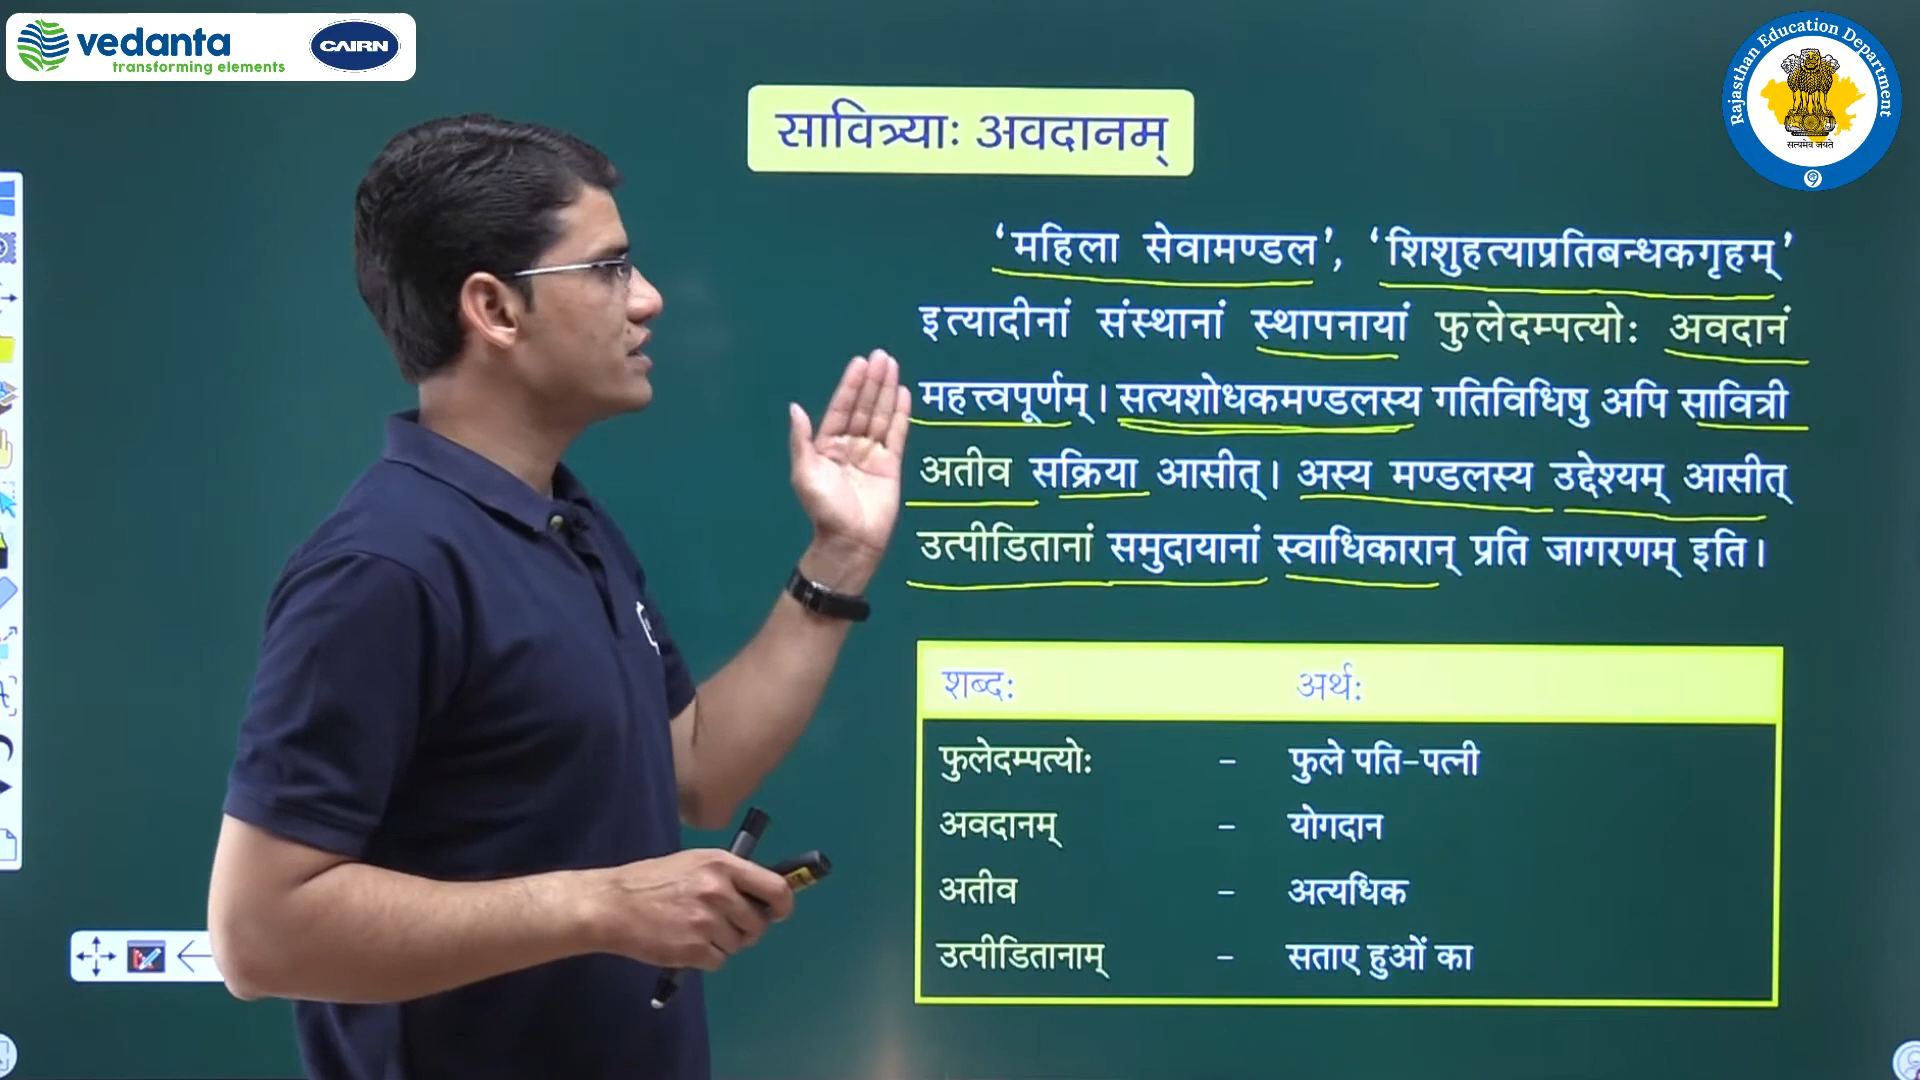 vedanta
transforming elements
CAIRN
Rajasthan Education Department
सत्यमेव जयते
सावित्र्याः अवदानम्
‘महिला सेवामण्डल’, ‘शिशुहत्याप्रतिबन्धकगृहम्’
इत्यादीनां संस्थानां स्थापनायां फुलेदम्पत्योः अवदानं
महत्त्वपूर्णम्। सत्यशोधकमण्डलस्य गतिविधिषु अपि सावित्री
अतीव सक्रिया आसीत्। अस्य मण्डलस्य उद्देश्यम् आसीत्
उत्पीडितानां समुदायानां स्वाधिकारान् प्रति जागरणम् इति।
शब्दः अर्थः
फुलेदम्पत्योः – फुले पति-पत्नी
अवदानम् – योगदान
अतीव – अत्यधिक
उत्पीडितानाम् – सताए हुओं का